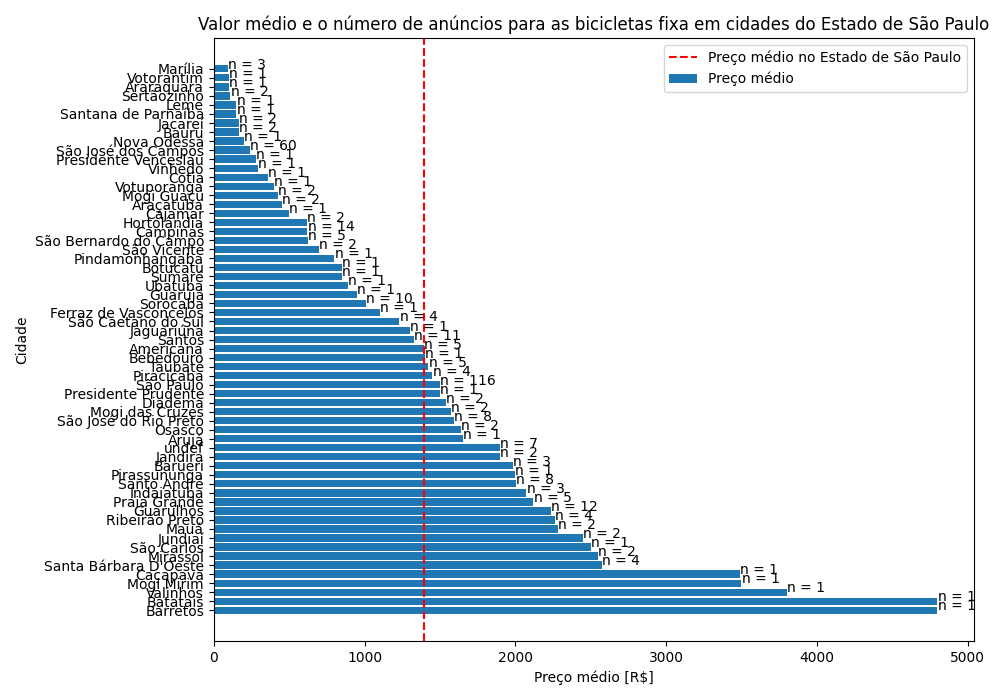 Valor médio e o número de anúncios para as bicicletas fixa em cidades do Estado de São Paulo
Preço médio no Estado de São Paulo
Preço médio
Cidade
Marília n = 3
Votorantim n = 1
Araraquara n = 1
Sertãozinho n = 2
Leme n = 1
Santana de Parnaíba n = 1
Jacareí n = 2
Bauru n = 2
Nova Odessa n = 1
São José dos Campos n = 60
Presidente Venceslau n = 1
Vinhedo n = 1
Cotia n = 1
Votuporanga n = 1
Mogi Guaçu n = 2
Araçatuba n = 2
Cajamar n = 1
Hortolândia n = 2
Campinas n = 14
São Bernardo do Campo n = 5
São Vicente n = 2
Pindamonhangaba n = 1
Botucatu n = 1
Sumaré n = 1
Ubatuba n = 1
Guarujá n = 1
Sorocaba n = 10
Ferraz de Vasconcelos n = 1
São Caetano do Sul n = 4
Jaguariúna n = 1
Santos n = 11
Americana n = 5
Bebedouro n = 1
Taubaté n = 5
Piracicaba n = 4
São Paulo n = 116
Presidente Prudente n = 1
Diadema n = 2
Mogi das Cruzes n = 2
São José do Rio Preto n = 8
Osasco n = 2
Arujá n = 1
undef n = 7
Jandira n = 2
Barueri n = 3
Pirassununga n = 1
Santo André n = 8
Indaiatuba n = 3
Praia Grande n = 5
Guarulhos n = 12
Ribeirão Preto n = 4
Mauá n = 2
Jundiaí n = 2
São Carlos n = 1
Mirassol n = 2
Santa Bárbara D'Oeste n = 4
Caçapava n = 1
Mogi Mirim n = 1
Valinhos n = 1
Batatais n = 1
Barretos n = 1
0 1000 2000 3000 4000 5000
Preço médio [R$]